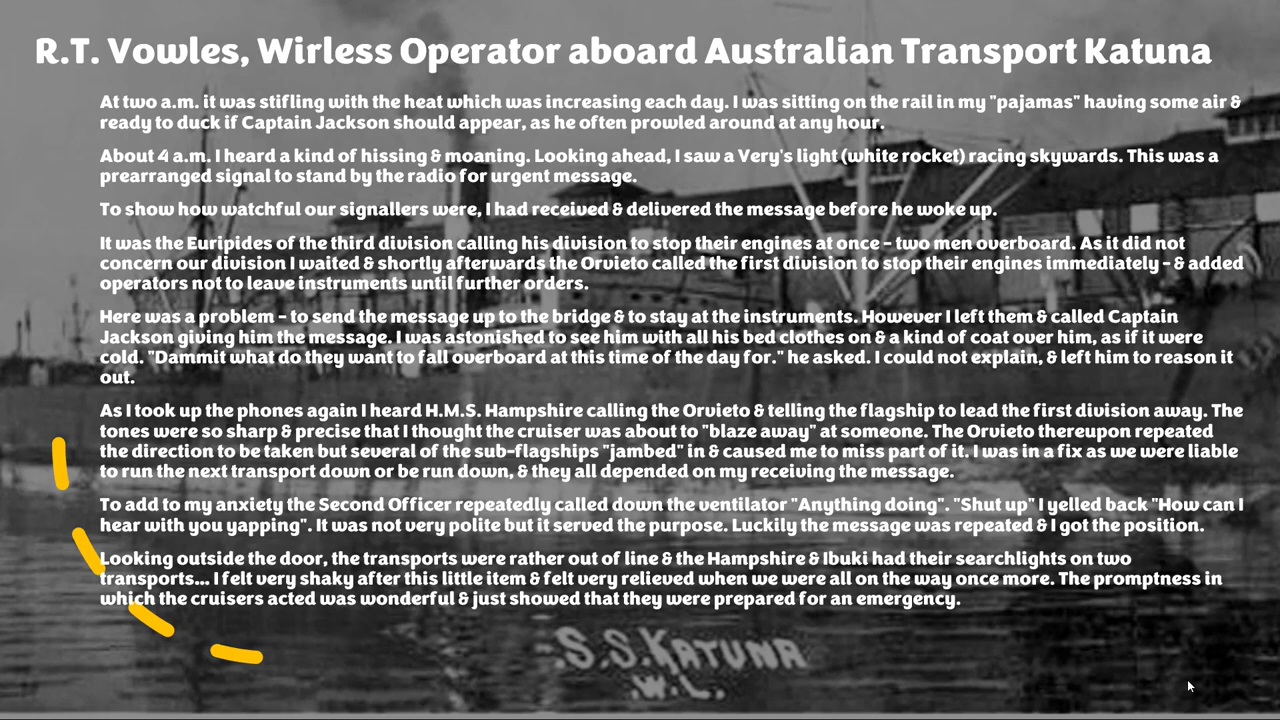 R.T. Vowles, Wirless Operator aboard Australian Transport Katuna
At two a.m. it was stifling with the heat which was increasing each day. I was sitting on the rail in my "pajamas" having some air &
ready to duck if Captain Jackson should appear, as he often prowled around at any hour.
About 4 a.m. I heard a kind of hissing & moaning. Looking ahead, I saw a Very's light (white rocket) racing skywards. This was a
prearranged signal to stand by the radio for urgent message.
To show how watchful our signallers were, I had received & delivered the message before he woke up.
It was the Euripides of the third division calling his division to stop their engines at once - two men overboard. As it did not
concern our division I waited & shortly afterwards the Orvieto called the first division to stop their engines immediately - & added
operators not to leave instruments until further orders.
Here was a problem - to send the message up to the bridge & to stay at the instruments. However I left them & called Captain
Jackson giving him the message. I was astonished to see him with all his bed clothes on & a kind of coat over him, as if it were
cold. "Dammit what do they want to fall overboard at this time of the day for." he asked. I could not explain, & left him to reason it
out.
As I took up the phones again I heard H.M.S. Hampshire calling the Orvieto & telling the flagship to lead the first division away. The
tones were so sharp & precise that I thought the cruiser was about to "blaze away" at someone. The Orvieto thereupon repeated
the direction to be taken but several of the sub-flagships "jambed" in & caused me to miss part of it. I was in a fix as we were liable
to run the next transport down or be run down, & they all depended on my receiving the message.
To add to my anxiety the Second Officer repeatedly called down the ventilator "Anything doing". "Shut up" I yelled back "How can I
hear with you yapping". It was not very polite but it served the purpose. Luckily the message was repeated & I got the position.
Looking outside the door, the transports were rather out of line & the Hampshire & Ibuki had their searchlights on two
transports... I felt very shaky after this little item & felt very relieved when we were all on the way once more. The promptness in
which the cruisers acted was wonderful & just showed that they were prepared for an emergency.
S.S. KATUNA
W.L.